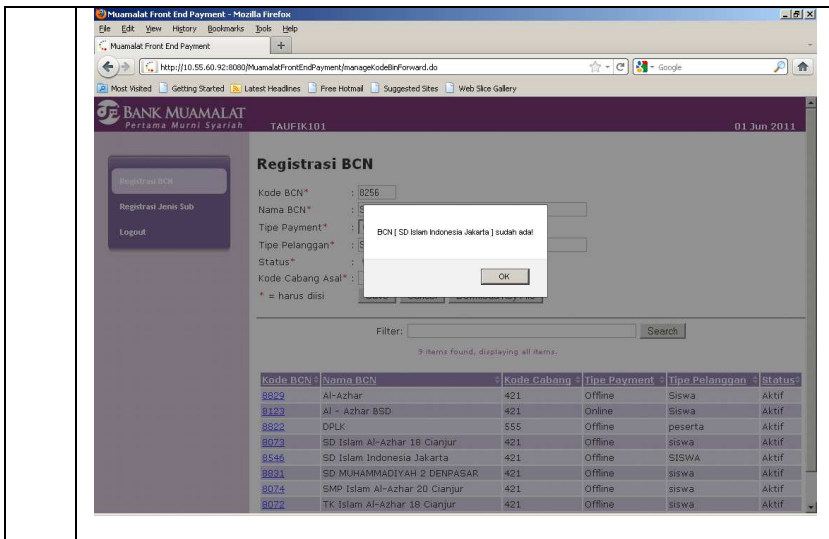 Muamalat Front End Payment - Mozilla Firefox
File Edit View History Bookmarks Tools Help
Muamalat Front End Payment
http://10.55.60.92:8080/MuamalatFrontEndPayment/manageKodeBinForward.do
Google
Most Visited Getting Started Latest Headlines Free Hotmail Suggested Sites Web Slice Gallery
BANK MUAMALAT
Pertama Murni Syariah
TAUFIK101 01 Jun 2011
Registrasi BCN
Registrasi Jenis Sub
Logout
Registrasi BCN
Kode BCN* : 8256
Nama BCN* : S
Tipe Payment* :
Tipe Pelanggan* : S
Status* :
Kode Cabang Asal* :
* = harus diisi Save Cancel Download Key File
BCN [ SD Islam Indonesia Jakarta ] sudah ada!
OK
Filter: Search
9 items found, displaying all items.
Kode BCN Nama BCN Kode Cabang Tipe Payment Tipe Pelanggan Status
8829 Al-Azhar 421 Offline Siswa Aktif
8123 Al - Azhar BSD 421 Online Siswa Aktif
8822 DPLK 555 Offline peserta Aktif
8073 SD Islam Al-Azhar 18 Cianjur 421 Offline siswa Aktif
8546 SD Islam Indonesia Jakarta 421 Offline SISWA Aktif
8831 SD MUHAMMADIYAH 2 DENPASAR 421 Offline siswa Aktif
8074 SMP Islam Al-Azhar 20 Cianjur 421 Offline siswa Aktif
8072 TK Islam Al-Azhar 18 Cianjur 421 Offline siswa Aktif